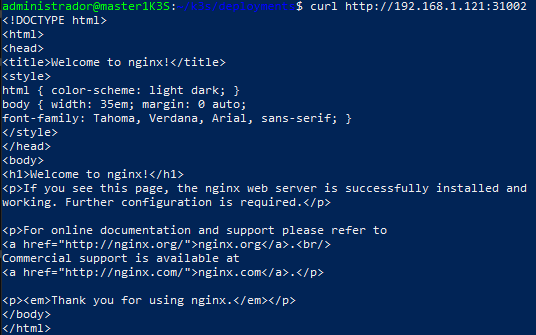 administrador@master1K3S:~/K3s/deployments$ curl http://192.168.1.121:31002
<!DOCTYPE html>
<html>
<head>
<title>Welcome to nginx!</title>
<style>
html { color-scheme: light dark; }
body { width: 35em; margin: 0 auto;
font-family: Tahoma, Verdana, Arial, sans-serif; }
</style>
</head>
<body>
<h1>Welcome to nginx!</h1>
<p>If you see this page, the nginx web server is successfully installed and
working. Further configuration is required.</p>

<p>For online documentation and support please refer to
<a href="http://nginx.org/">nginx.org</a>.<br/>
Commercial support is available at
<a href="http://nginx.com/">nginx.com</a>.</p>

<p><em>Thank you for using nginx.</em></p>
</body>
</html>